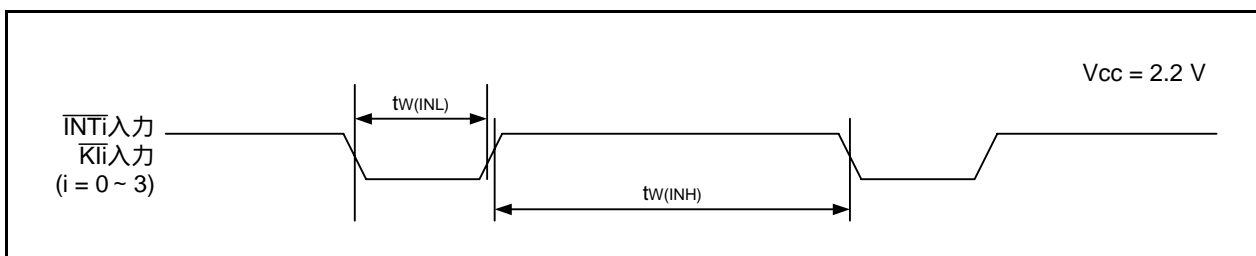 Vcc = 2.2 V
tW(INL)
INTi入力
KIi入力
(i = 0 ~ 3)
tW(INH)